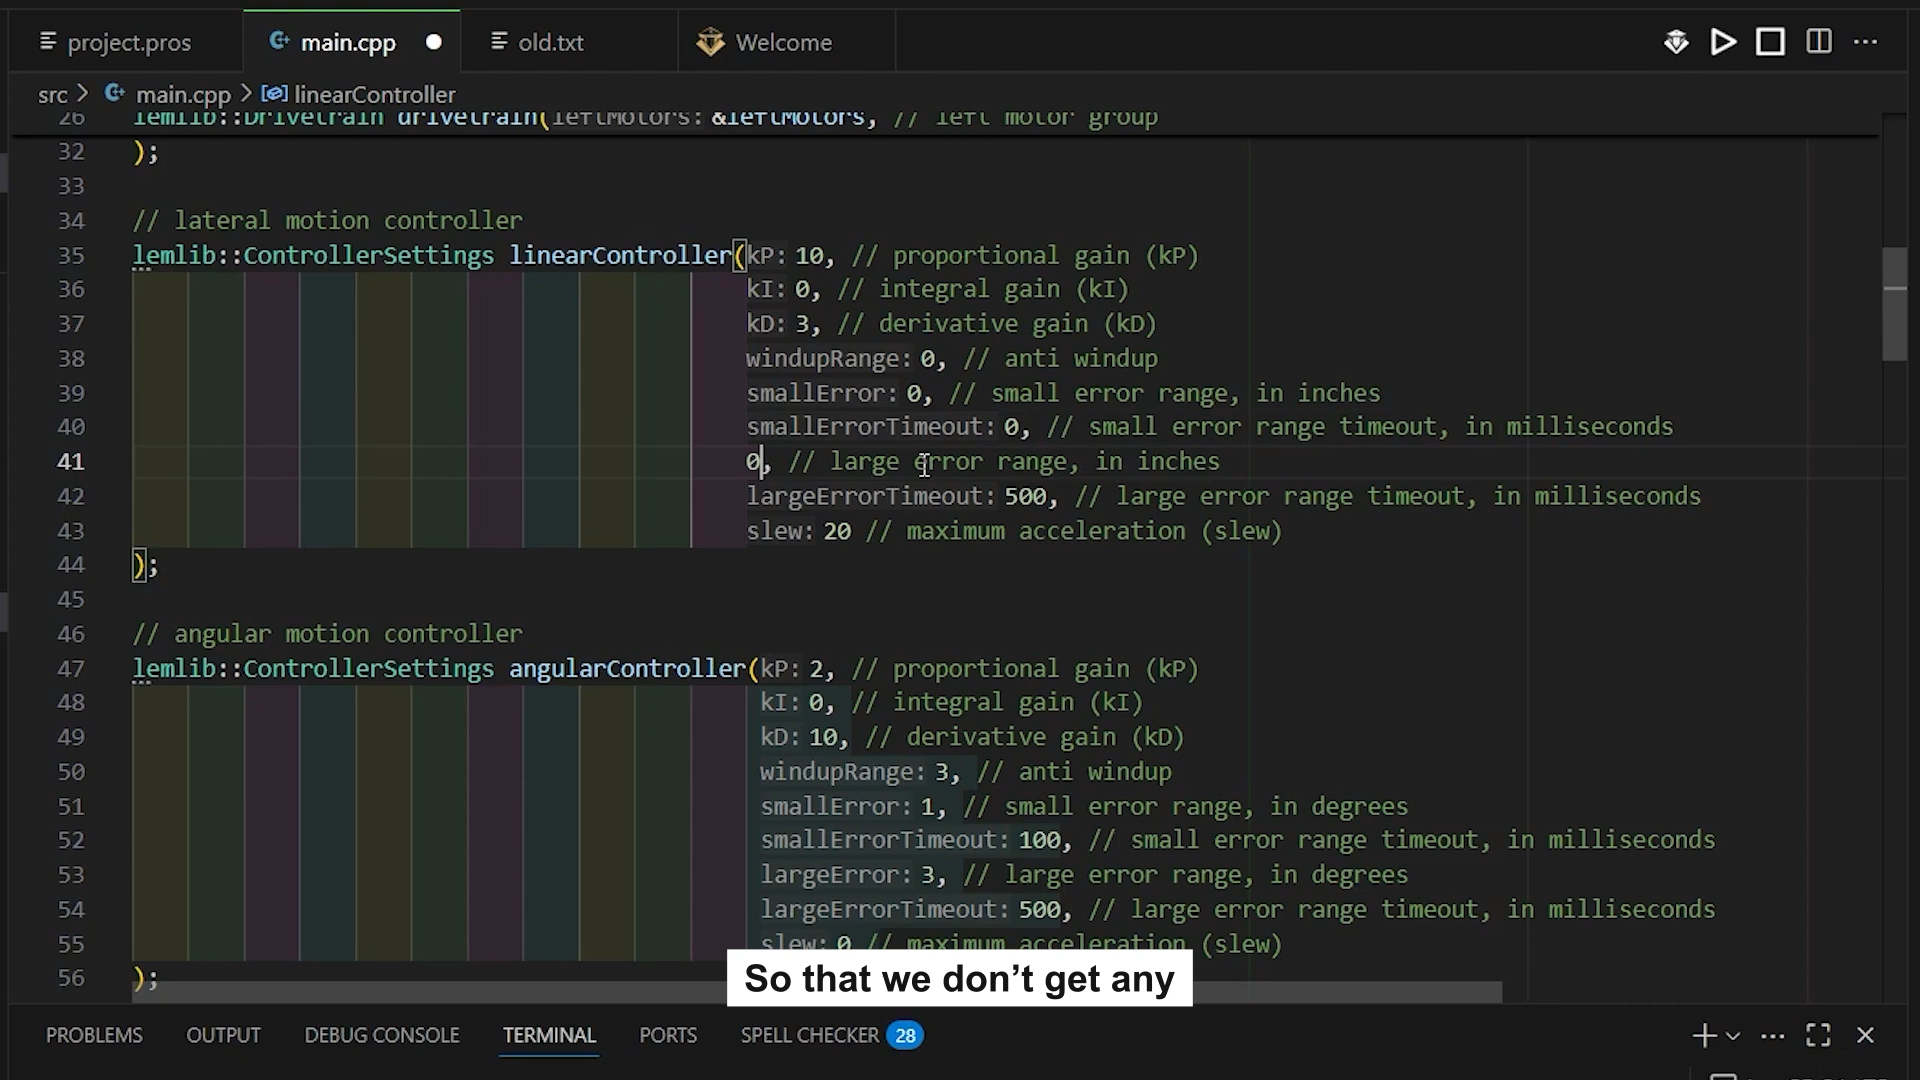 project.pros
main.cpp
old.txt
Welcome
src > main.cpp > linearController
26 lemlib::Drivetrain drivetrain(leftMotors: &leftMotors, // left motor group
32 );
33
34 // lateral motion controller
35 lemlib::ControllerSettings linearController(kP: 10, // proportional gain (kP)
36 kI: 0, // integral gain (kI)
37 kD: 3, // derivative gain (kD)
38 windupRange: 0, // anti windup
39 smallError: 0, // small error range, in inches
40 smallErrorTimeout: 0, // small error range timeout, in milliseconds
41 0, // large error range, in inches
42 largeErrorTimeout: 500, // large error range timeout, in milliseconds
43 slew: 20 // maximum acceleration (slew)
44 );
45
46 // angular motion controller
47 lemlib::ControllerSettings angularController(kP: 2, // proportional gain (kP)
48 kI: 0, // integral gain (kI)
49 kD: 10, // derivative gain (kD)
50 windupRange: 3, // anti windup
51 smallError: 1, // small error range, in degrees
52 smallErrorTimeout: 100, // small error range timeout, in milliseconds
53 largeError: 3, // large error range, in degrees
54 largeErrorTimeout: 500, // large error range timeout, in milliseconds
55 slew: 0 // maximum acceleration (slew)
56 );
So that we don’t get any
PROBLEMS OUTPUT DEBUG CONSOLE TERMINAL PORTS SPELL CHECKER 28